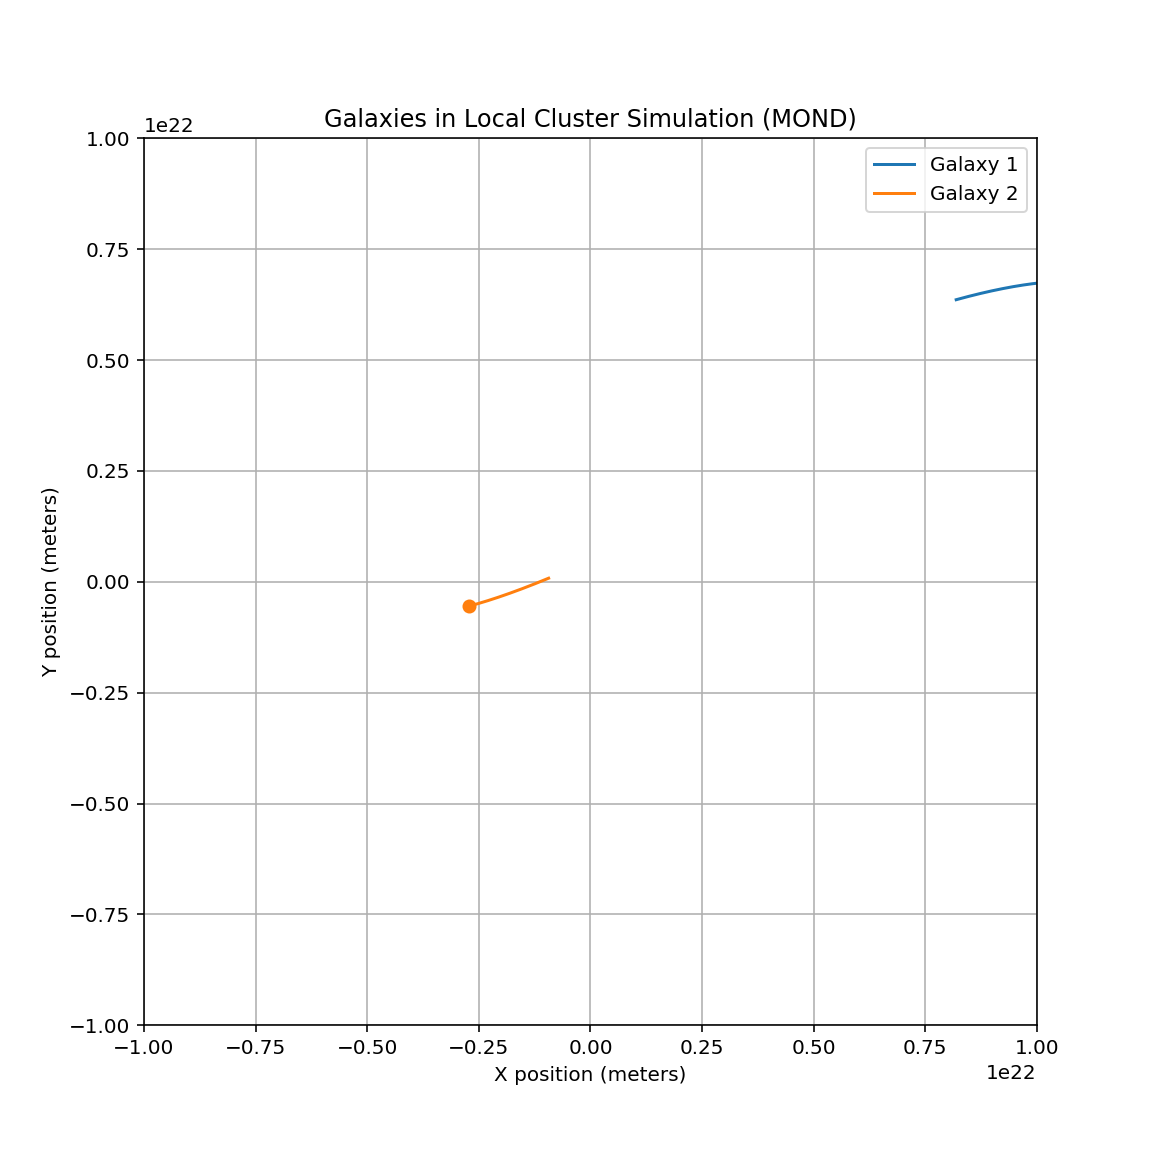 Galaxies in Local Cluster Simulation (MOND)
1e22
Galaxy 1
Galaxy 2
1.00
0.75
0.50
0.25
0.00
−0.25
−0.50
−0.75
−1.00
Y position (meters)
−1.00 −0.75 −0.50 −0.25 0.00 0.25 0.50 0.75 1.00
X position (meters)
1e22